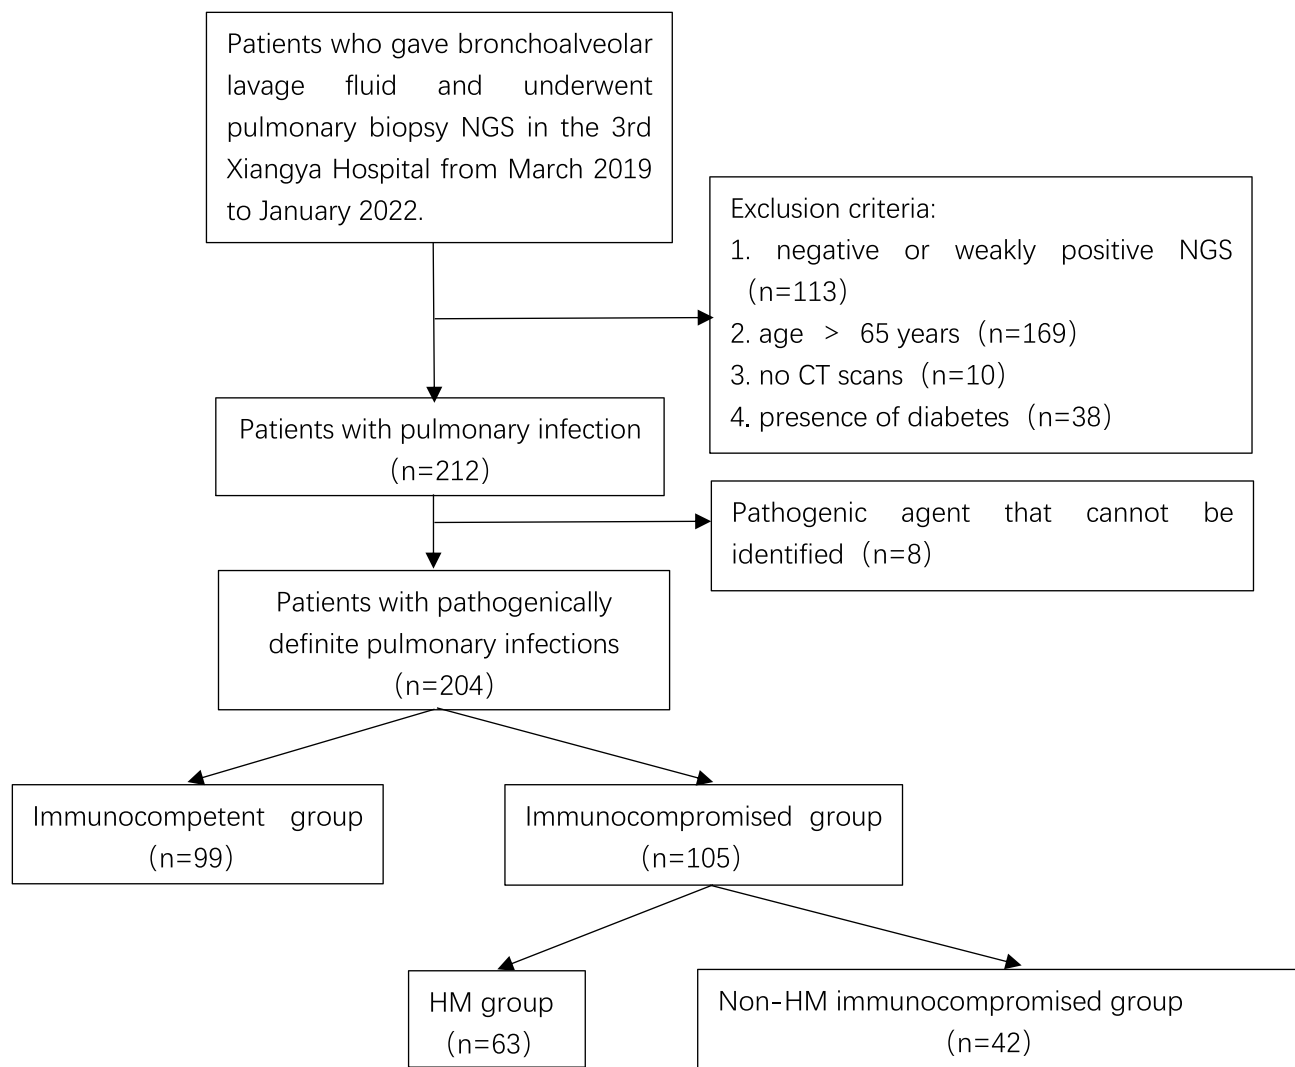 Patients who gave bronchoalveolar
lavage fluid and underwent
pulmonary biopsy NGS in the 3rd
Xiangya Hospital from March 2019
to January 2022.
Exclusion criteria:
1. negative or weakly positive NGS
（n=113）
2. age > 65 years（n=169）
3. no CT scans（n=10）
4. presence of diabetes（n=38）
Patients with pulmonary infection
（n=212）
Pathogenic agent that cannot be
identified（n=8）
Patients with pathogenically
definite pulmonary infections
（n=204）
Immunocompetent group
（n=99）
Immunocompromised group
（n=105）
HM group
（n=63）
Non-HM immunocompromised group
（n=42）